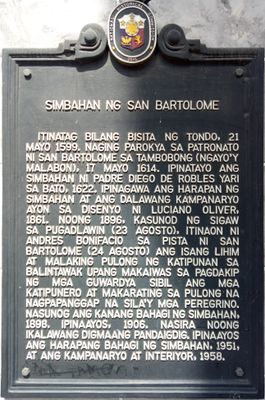 SIMBAHAN NG SAN BARTOLOME
ITINATAG BILANG BISITA NG TONDO, 21
MAYO 1599. NAGING PAROKYA SA PATRONATO
NI SAN BARTOLOME SA TAMBOBONG (NGAYO'Y
MALABON), 17 MAYO 1614. IPINATAYO ANG
SIMBAHAN NI PADRE DIEGO DE ROBLES YARI
SA BATO, 1622. IPINAGAWA ANG HARAPAN NG
SIMBAHAN AT ANG DALAWANG KAMPANARYO
AYON SA DISENYO NI LUCIANO OLIVER,
1861. NOONG 1896, KASUNOD NG SIGAW
SA PUGADLAWIN (23 AGOSTO), ITINAON NI
ANDRES BONIFACIO SA PISTA NI SAN
BARTOLOME (24 AGOSTO) ANG ISANG LIHIM
AT MALAKING PULONG NG KATIPUNAN SA
BALINTAWAK UPANG MAKAIWAS SA PAGDAKIP
NG MGA GUWARDYA SIBIL ANG MGA
KATIPUNERO AT MAKARATING SA PULONG NA
NAGPAPANGGAP NA SILA'Y MGA PEREGRINO.
NASUNOG ANG KANANG BAHAGI NG SIMBAHAN,
1898. IPINAAYOS, 1906. NASIRA NOONG
IKALAWANG DIGMAANG PANDAIGDIG. IPINAAYOS
ANG HARAPANG BAHAGI NG SIMBAHAN, 1951,
AT ANG KAMPANARYO AT INTERIYOR, 1958.